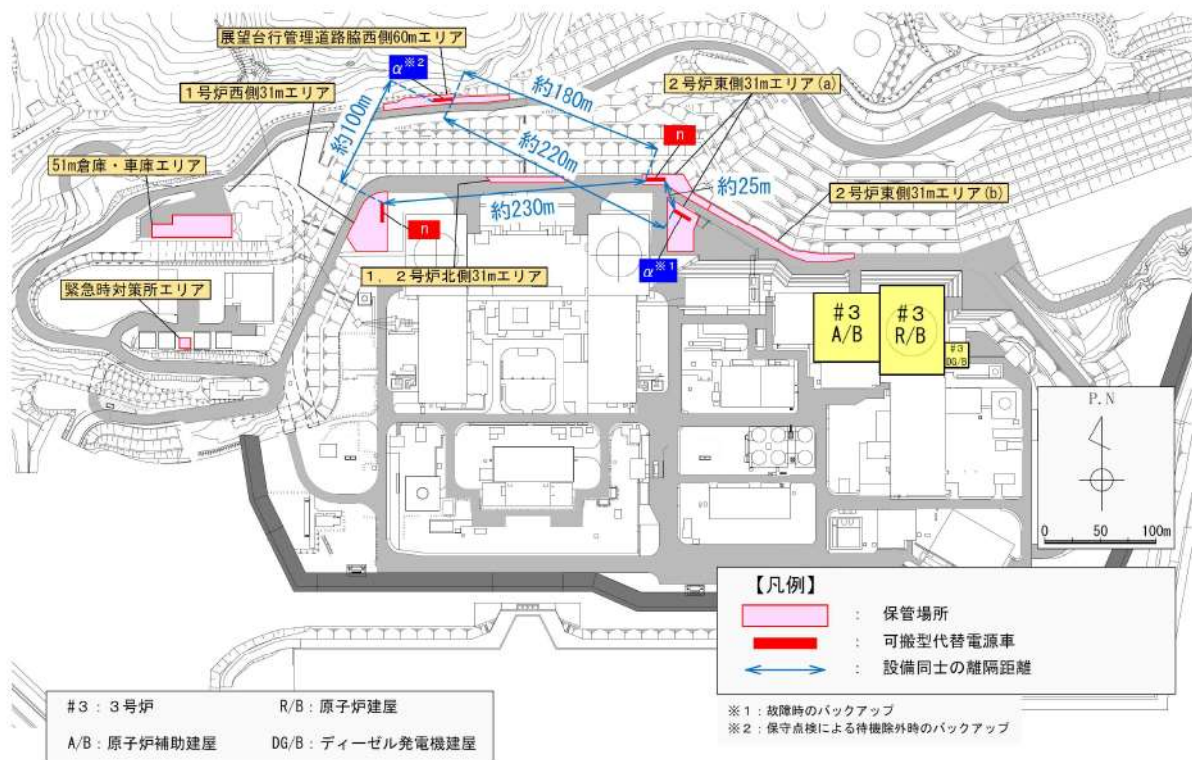 展望台行管理道路脇西側60mエリア
α※2
1号炉西側31mエリア
約100m
約180m
2号炉東側31mエリア(a)
n
51m倉庫・車庫エリア
約220m
約25m
2号炉東側31mエリア(b)
約230m
n
α※1
1，2号炉北側31mエリア
緊急時対策所エリア
#3
A/B
#3
R/B
#3
DG/B
P.N
0 50 100m
【凡例】
： 保管場所
： 可搬型代替電源車
： 設備同士の離隔距離
※1：故障時のバックアップ
※2：保守点検による待機除外時のバックアップ
#3：3号炉 R/B：原子炉建屋
A/B：原子炉補助建屋 DG/B：ディーゼル発電機建屋